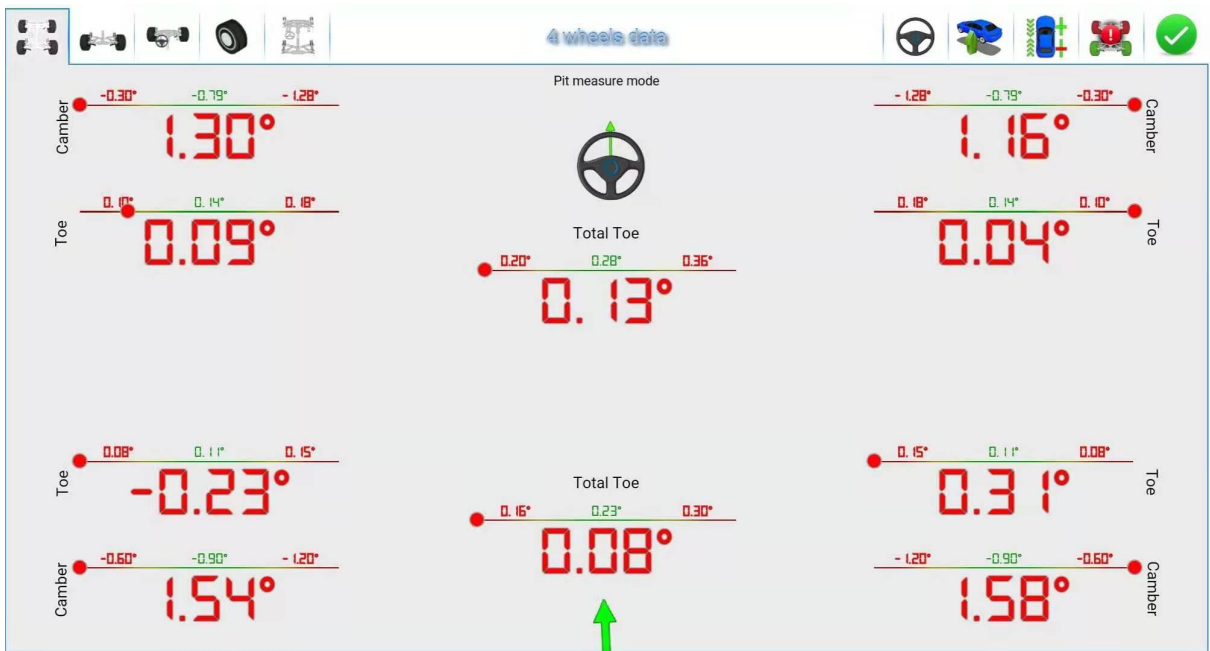 4 wheels data
Pit measure mode
Camber
-0.30° -0.79° -1.28°
1.30°
-1.28° -0.79° -0.30°
1.16°
Camber
Toe
0.10° 0.14° 0.18°
0.09°
0.18° 0.14° 0.10°
0.04°
Toe
Total Toe
0.20° 0.28° 0.36°
0.13°
Toe
0.08° 0.11° 0.15°
-0.23°
Total Toe
0.16° 0.23° 0.30°
0.08°
0.15° 0.11° 0.08°
0.31°
Toe
Camber
-0.60° -0.90° -1.20°
1.54°
-1.20° -0.90° -0.60°
1.58°
Camber